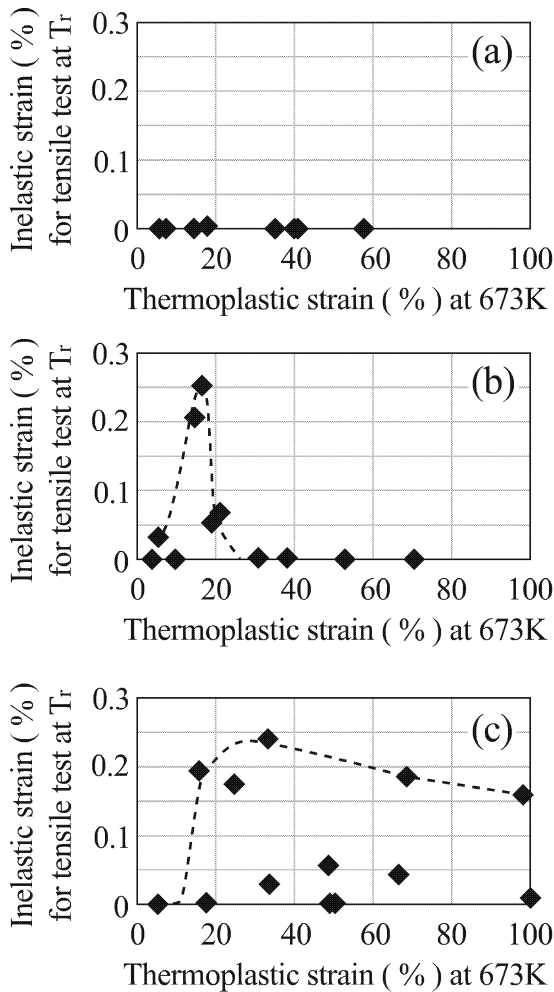 Inelastic strain ( % )
for tensile test at Tr
0.3
(a)
0.2
0.1
0
0 20 40 60 80 100
Thermoplastic strain ( % ) at 673K
Inelastic strain ( % )
for tensile test at Tr
0.3
(b)
0.2
0.1
0
0 20 40 60 80 100
Thermoplastic strain ( % ) at 673K
Inelastic strain ( % )
for tensile test at Tr
0.3
(c)
0.2
0.1
0
0 20 40 60 80 100
Thermoplastic strain ( % ) at 673K